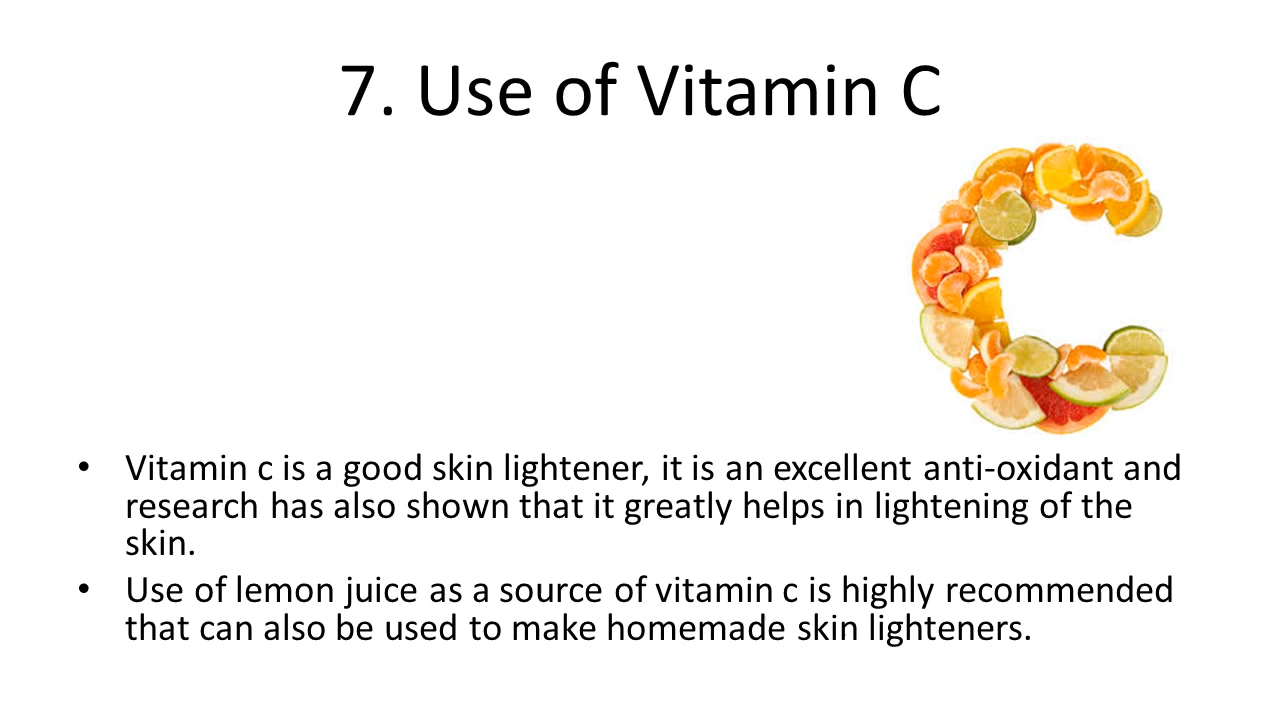 7. Use of Vitamin C
• Vitamin c is a good skin lightener, it is an excellent anti-oxidant and
research has also shown that it greatly helps in lightening of the
skin.
• Use of lemon juice as a source of vitamin c is highly recommended
that can also be used to make homemade skin lighteners.